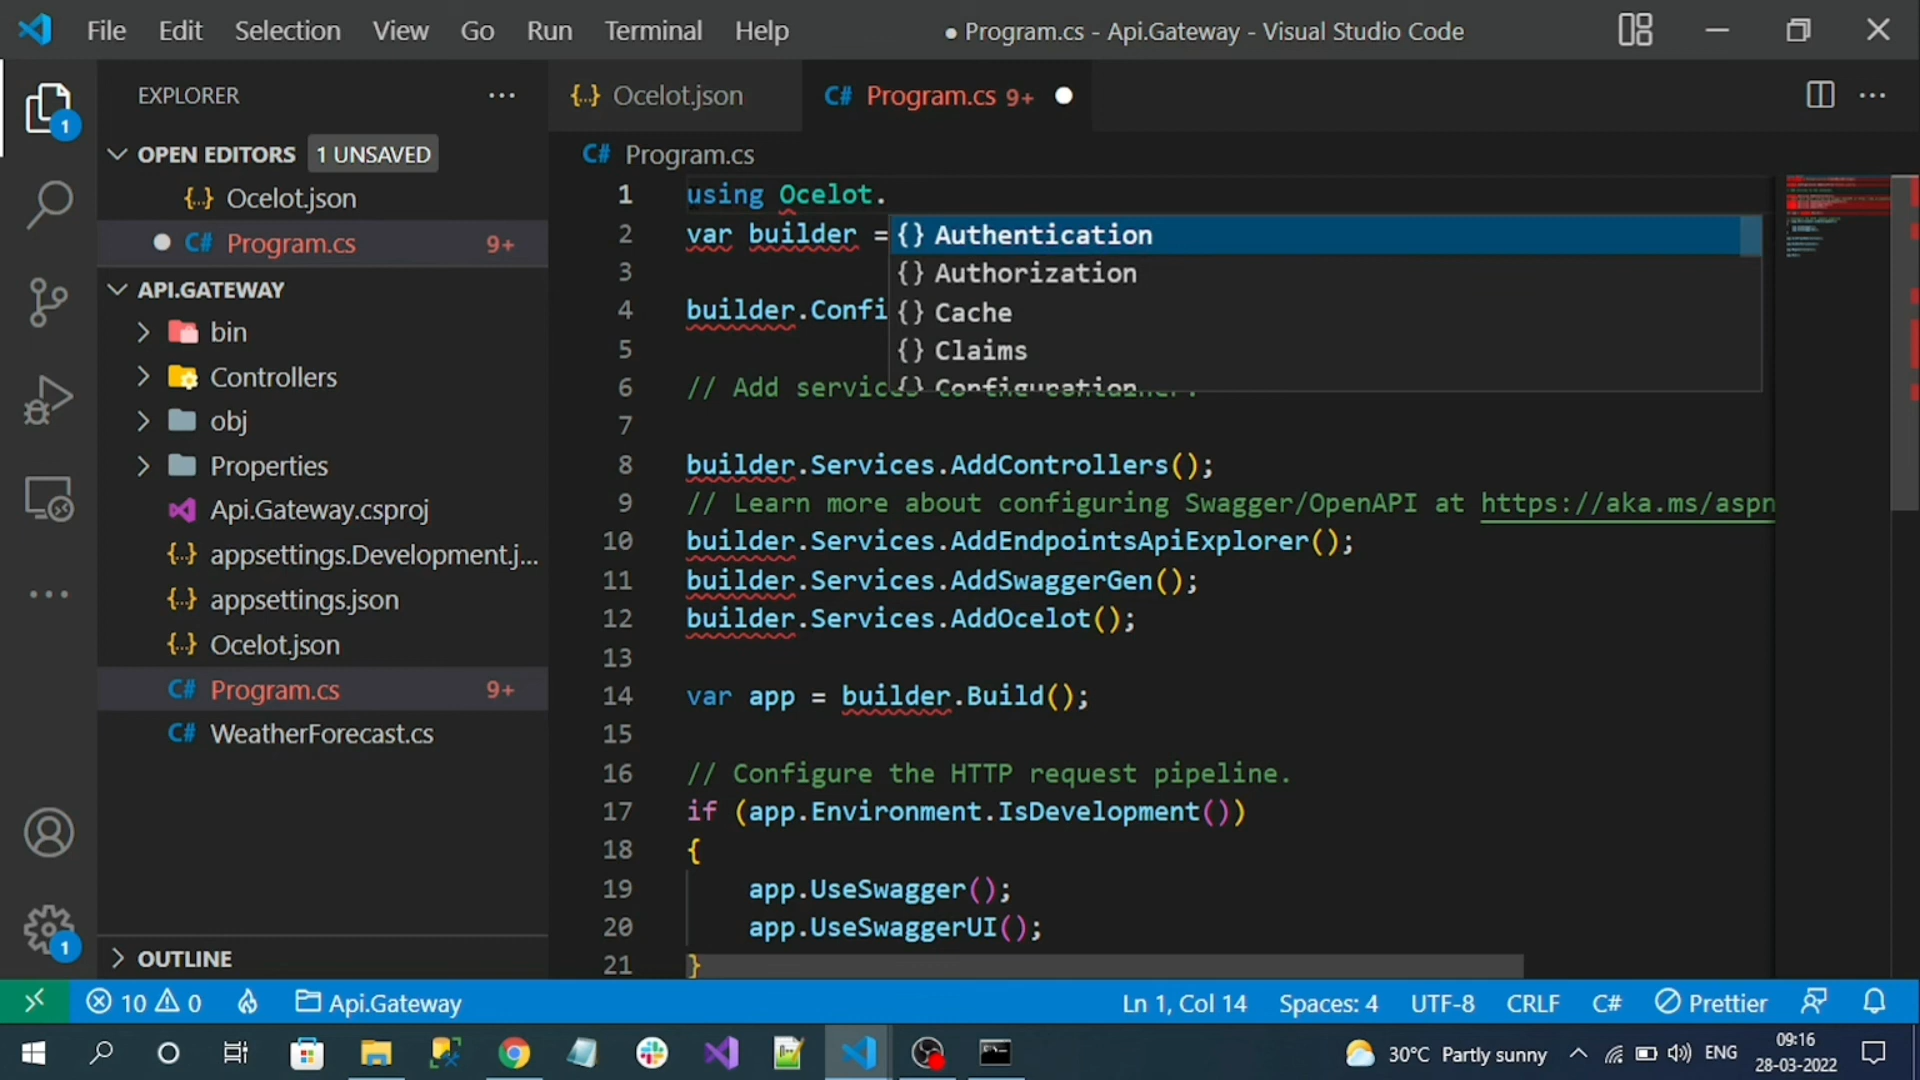 File Edit Selection View Go Run Terminal Help
● Program.cs - Api.Gateway - Visual Studio Code
EXPLORER
OPEN EDITORS 1 UNSAVED
{..} Ocelot.json
C# Program.cs 9+
API.GATEWAY
bin
Controllers
obj
Properties
Api.Gateway.csproj
{..} appsettings.Development.j...
{..} appsettings.json
{..} Ocelot.json
C# Program.cs 9+
C# WeatherForecast.cs
OUTLINE
1
1
{..} Ocelot.json
C# Program.cs 9+
C# Program.cs
1 using Ocelot.
2 var builder =
3
4 builder.Confi
5
6 // Add services to the container.
7
8 builder.Services.AddControllers();
9 // Learn more about configuring Swagger/OpenAPI at https://aka.ms/aspn
10 builder.Services.AddEndpointsApiExplorer();
11 builder.Services.AddSwaggerGen();
12 builder.Services.AddOcelot();
13
14 var app = builder.Build();
15
16 // Configure the HTTP request pipeline.
17 if (app.Environment.IsDevelopment())
18 {
19 app.UseSwagger();
20 app.UseSwaggerUI();
21 }
{} Authentication
{} Authorization
{} Cache
{} Claims
{} Configuration
10 0 Api.Gateway
Ln 1, Col 14 Spaces: 4 UTF-8 CRLF C# Prettier
30°C Partly sunny ENG
09:16
28-03-2022